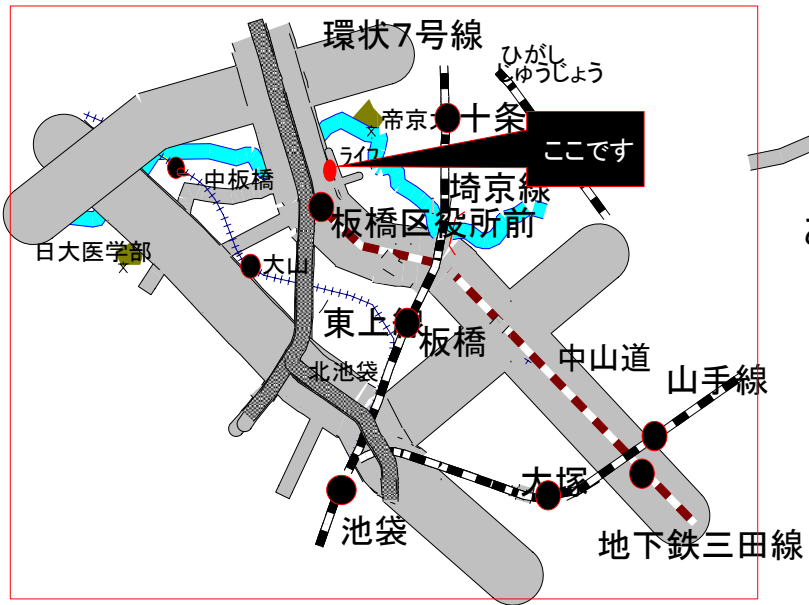 環状7号線
ひがし
じゅうじょう
帝京大
十条
ここです
ライフ
中板橋
埼京線
板橋区役所前
日大医学部
大山
東上線
板橋
中山道
北池袋
山手線
大塚
池袋
地下鉄三田線